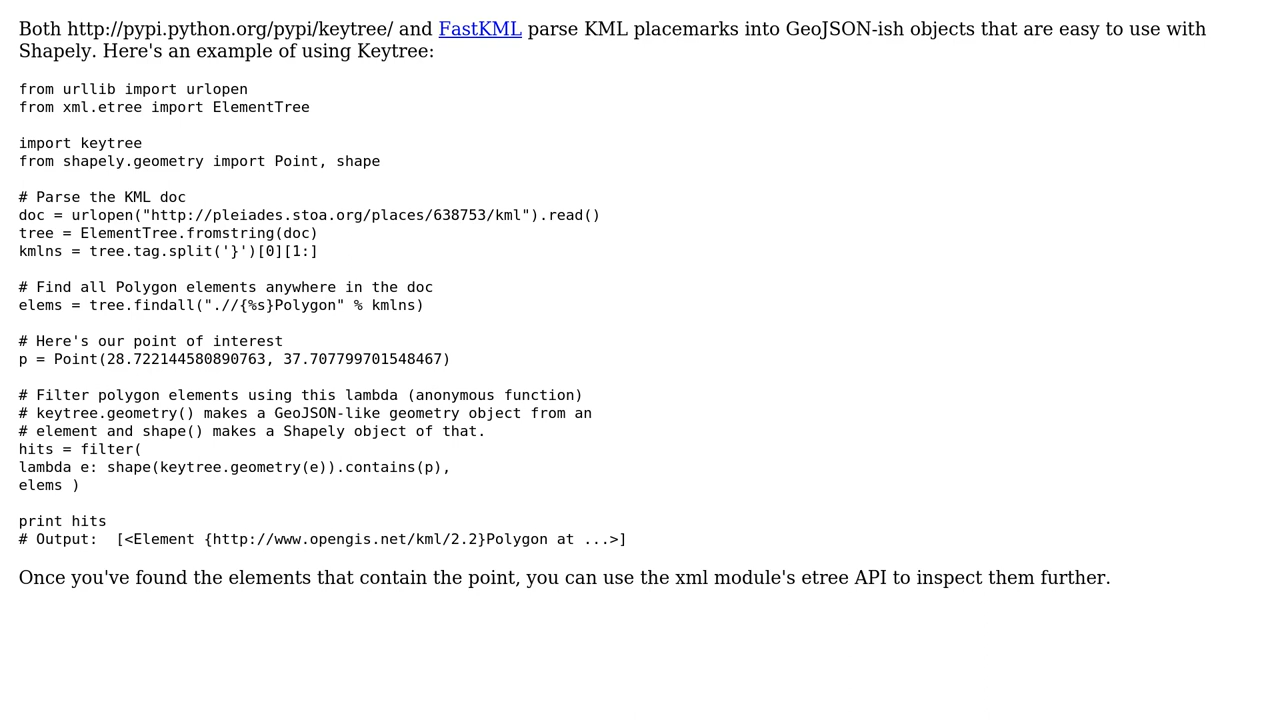 Both http://pypi.python.org/pypi/keytree/ and FastKML parse KML placemarks into GeoJSON-ish objects that are easy to use with
Shapely. Here's an example of using Keytree:
from urllib import urlopen
from xml.etree import ElementTree
import keytree
from shapely.geometry import Point, shape
# Parse the KML doc
doc = urlopen("http://pleiades.stoa.org/places/638753/kml").read()
tree = ElementTree.fromstring(doc)
kmlns = tree.tag.split('}')[0][1:]
# Find all Polygon elements anywhere in the doc
elems = tree.findall(".//{%s}Polygon" % kmlns)
# Here's our point of interest
p = Point(28.722144580890763, 37.707799701548467)
# Filter polygon elements using this lambda (anonymous function)
# keytree.geometry() makes a GeoJSON-like geometry object from an
# element and shape() makes a Shapely object of that.
hits = filter(
lambda e: shape(keytree.geometry(e)).contains(p),
elems )
print hits
# Output:  [<Element {http://www.opengis.net/kml/2.2}Polygon at ...>]
Once you've found the elements that contain the point, you can use the xml module's etree API to inspect them further.